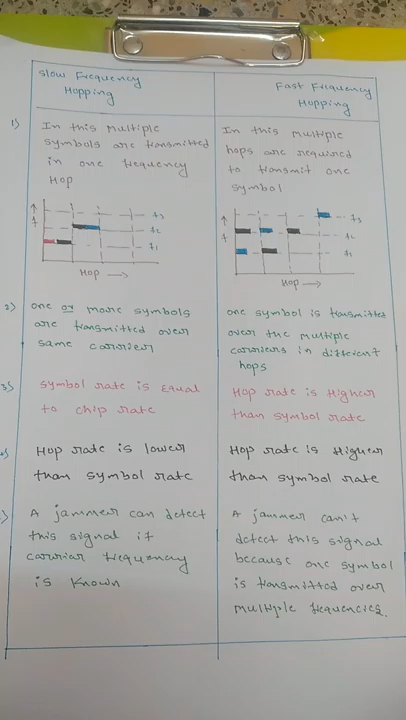 Slow Frequency
Hopping
Fast Frequency
Hopping
1)
In this Multiple
symbols are transmitted
in one frequency
Hop
In this Multiple
hops are required
to transmit one
symbol
f
f3
f2
f1
Hop
f
f3
f2
f1
Hop
2)
one or more symbols
are transmitted over
same carrier
one symbol is transmitted
over the multiple
carriers in different
hops
3)
symbol rate is Equal
to chip rate
Hop rate is Higher
than symbol rate
Hop rate is lower
than symbol rate
Hop rate is Higher
than symbol rate
A jammer can detect
this signal if
carrier frequency
is known
A jammer can't
detect this signal
because one symbol
is transmitted over
multiple frequencies.